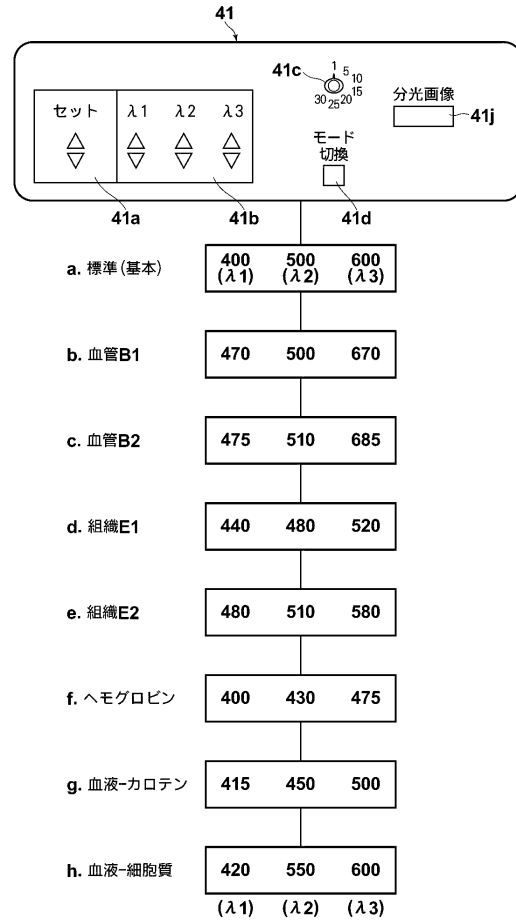 41
41c
1
5
10
15
20
25
30
分光画像
41j
セット
λ1 λ2 λ3
モード
切換
41a
41b
41d
a. 標準(基本) 400 500 600
(λ1) (λ2) (λ3)
b. 血管B1 470 500 670
c. 血管B2 475 510 685
d. 組織E1 440 480 520
e. 組織E2 480 510 580
f. ヘモグロビン 400 430 475
g. 血液-カロテン 415 450 500
h. 血液-細胞質 420 550 600
(λ1) (λ2) (λ3)